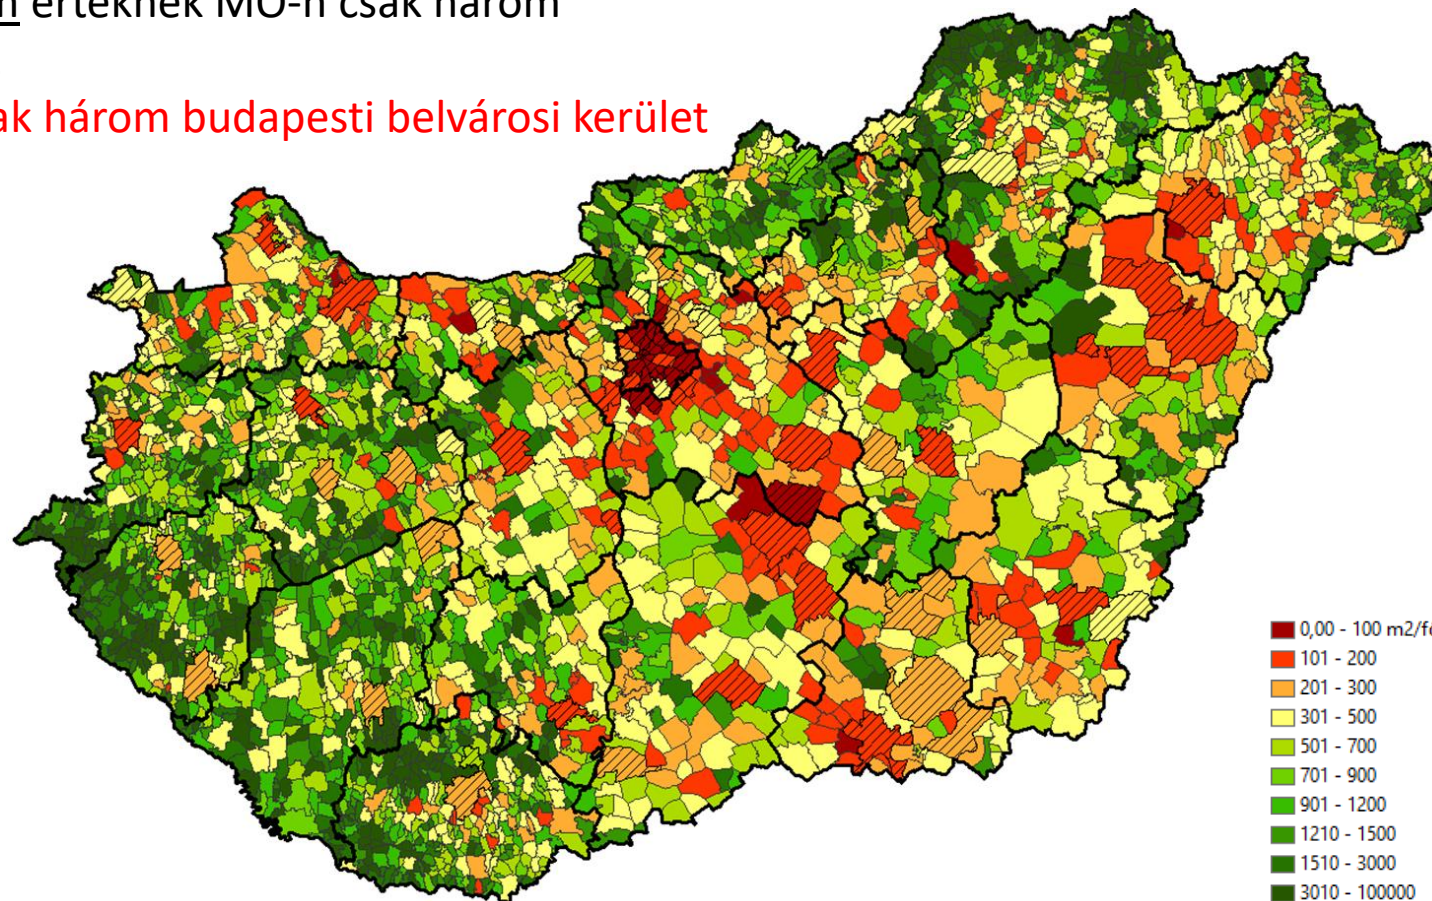 értéknek MO-n csak három
ak három budapesti belvárosi kerület
0,00 - 100 m2/fő
101 - 200
201 - 300
301 - 500
501 - 700
701 - 900
901 - 1200
1210 - 1500
1510 - 3000
3010 - 100000